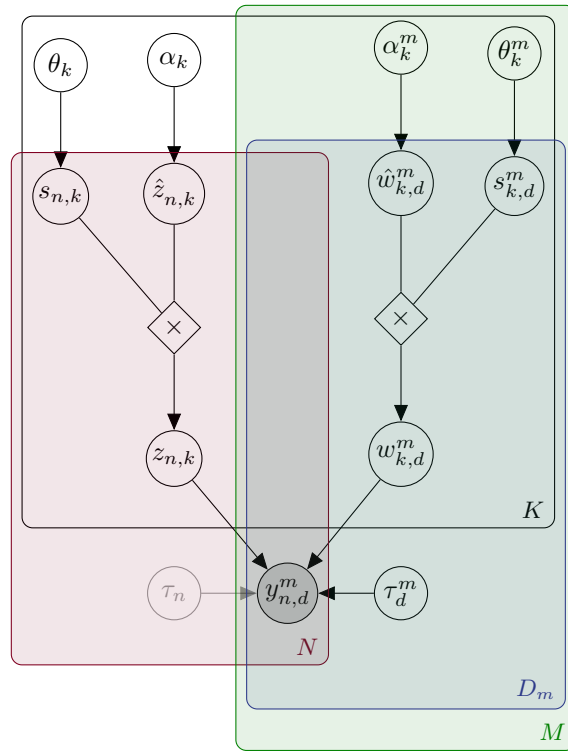 θ_k α_k α_k^m θ_k^m
s_{n,k} ẑ_{n,k} ŵ_{k,d}^m s_{k,d}^m
× ×
z_{n,k} w_{k,d}^m
K
τ_n y_{n,d}^m τ_d^m
N
D_m
M